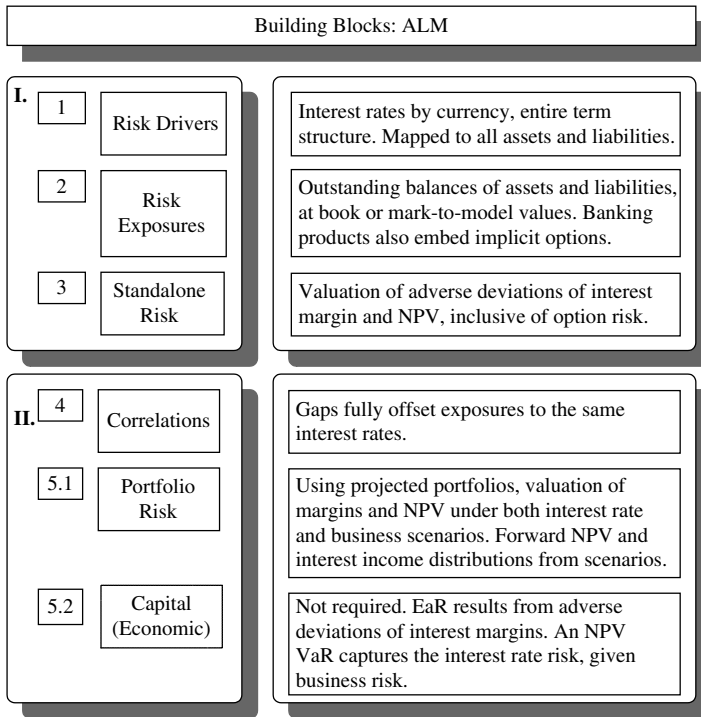 Building Blocks: ALM
I.
1
Risk Drivers
Interest rates by currency, entire term
structure. Mapped to all assets and liabilities.
2
Risk
Exposures
Outstanding balances of assets and liabilities,
at book or mark-to-model values. Banking
products also embed implicit options.
3
Standalone
Risk
Valuation of adverse deviations of interest
margin and NPV, inclusive of option risk.
II.
4
Correlations
Gaps fully offset exposures to the same
interest rates.
5.1
Portfolio
Risk
Using projected portfolios, valuation of
margins and NPV under both interest rate
and business scenarios. Forward NPV and
interest income distributions from scenarios.
5.2
Capital
(Economic)
Not required. EaR results from adverse
deviations of interest margins. An NPV
VaR captures the interest rate risk, given
business risk.